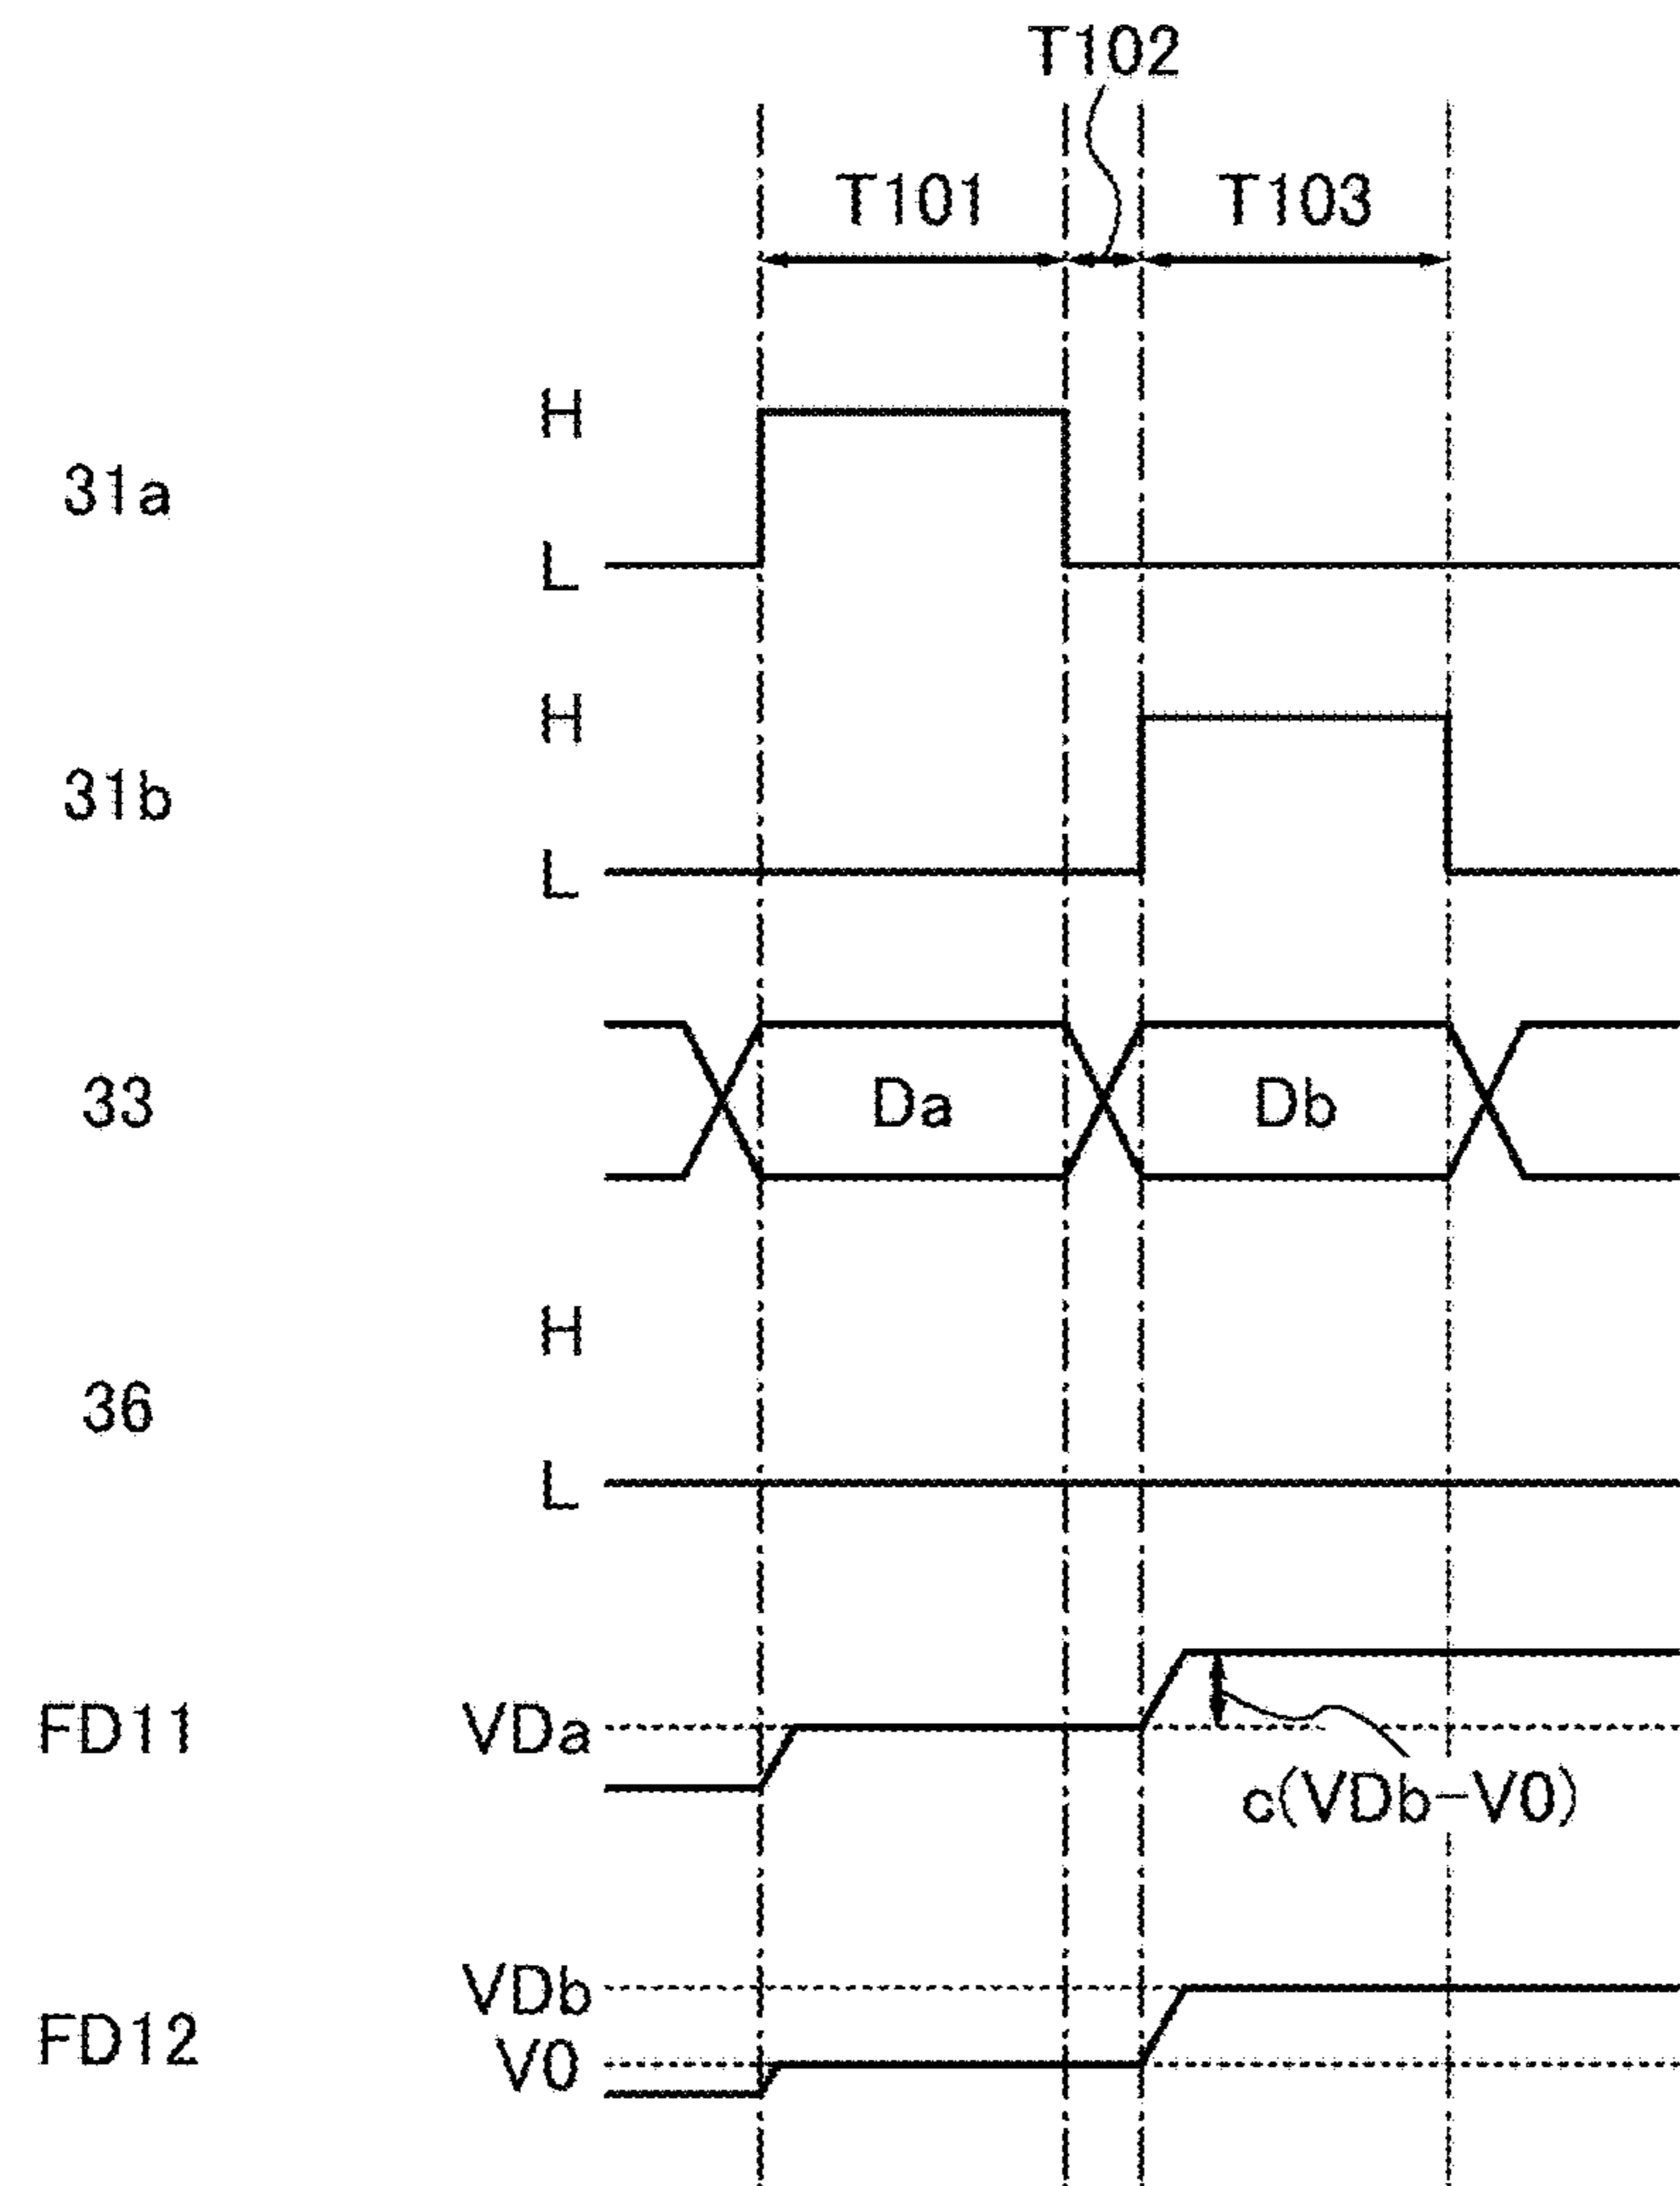 T102
T101 T103
H
31a
L
H
31b
L
33 Da Db
H
36
L
FD11 VDa
c(VDb-V0)
VDb
FD12
V0